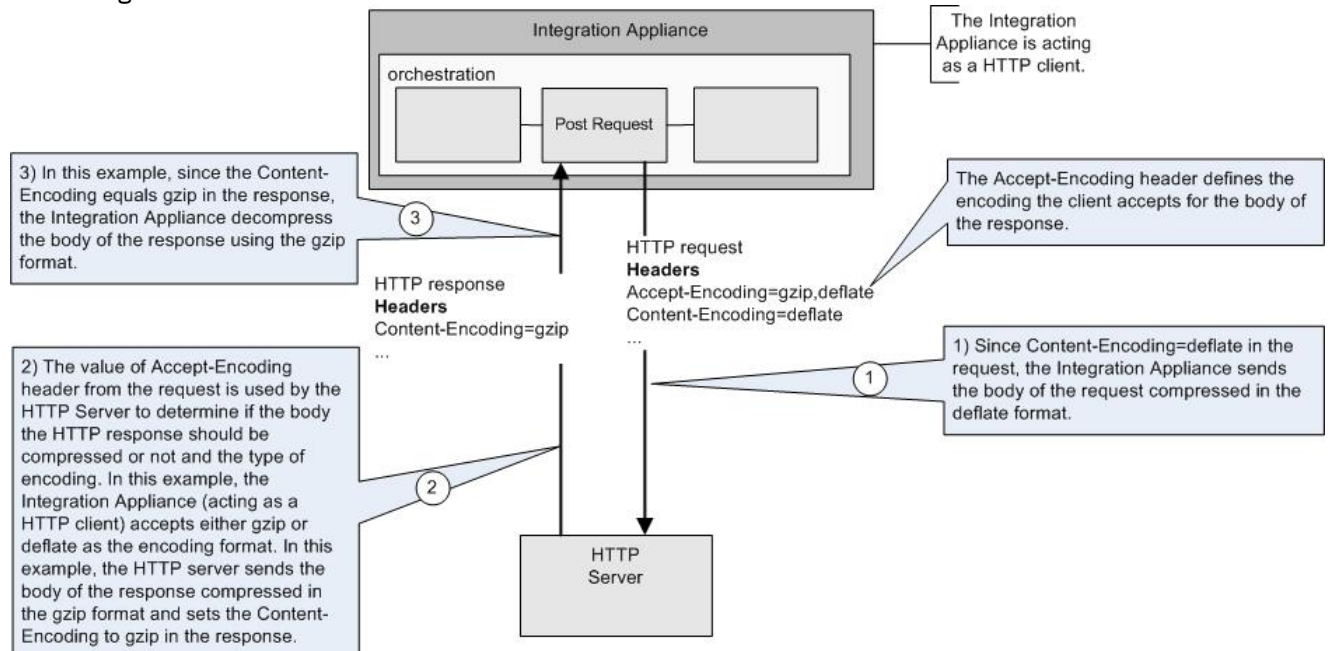 Integration Appliance
The Integration
Appliance is acting
as a HTTP client.
orchestration
Post Request
3) In this example, since the Content-
Encoding equals gzip in the response,
the Integration Appliance decompress
the body of the response using the gzip
format.
3
The Accept-Encoding header defines the
encoding the client accepts for the body of
the response.
HTTP request
Headers
Accept-Encoding=gzip,deflate
Content-Encoding=deflate
...
HTTP response
Headers
Content-Encoding=gzip
...
1) Since Content-Encoding=deflate in the
request, the Integration Appliance sends
the body of the request compressed in the
deflate format.
1
2) The value of Accept-Encoding
header from the request is used by the
HTTP Server to determine if the body
the HTTP response should be
compressed or not and the type of
encoding. In this example, the
Integration Appliance (acting as a
HTTP client) accepts either gzip or
deflate as the encoding format. In this
example, the HTTP server sends the
body of the response compressed in
the gzip format and sets the Content-
Encoding to gzip in the response.
2
HTTP
Server